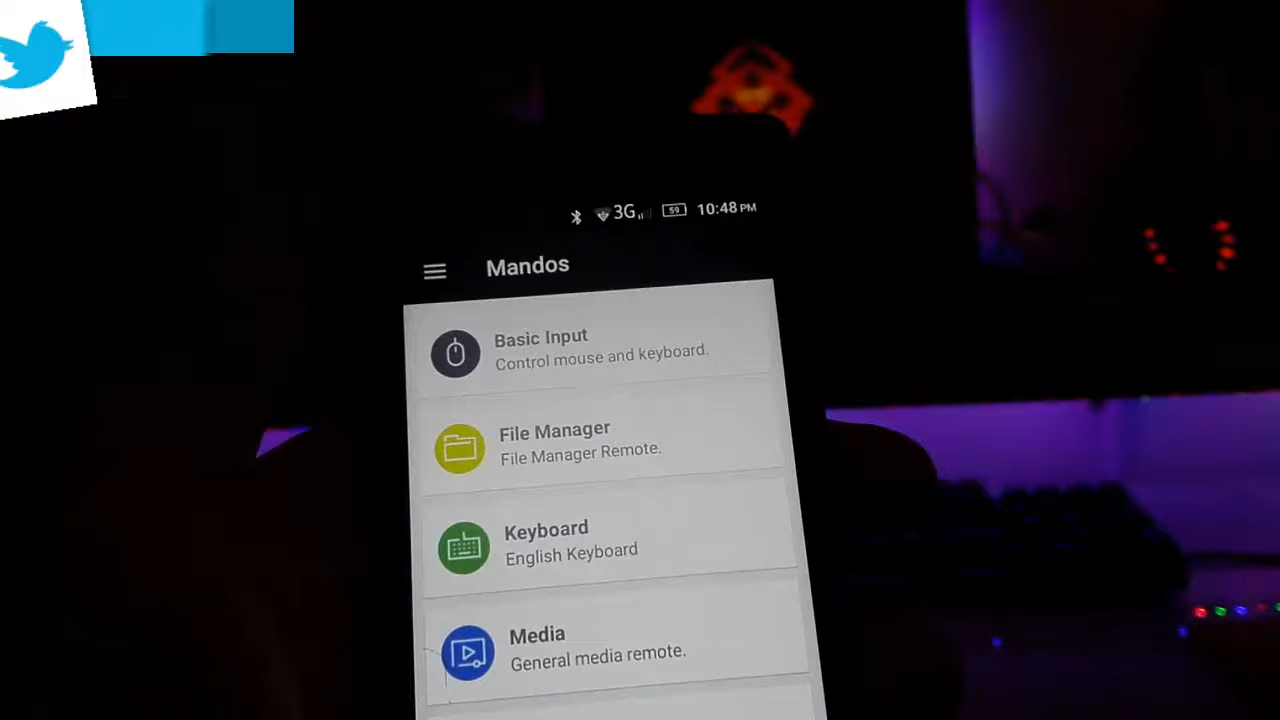 3G 59 10:48 PM
Mandos
Basic Input
Control mouse and keyboard.
File Manager
File Manager Remote.
Keyboard
English Keyboard
Media
General media remote.